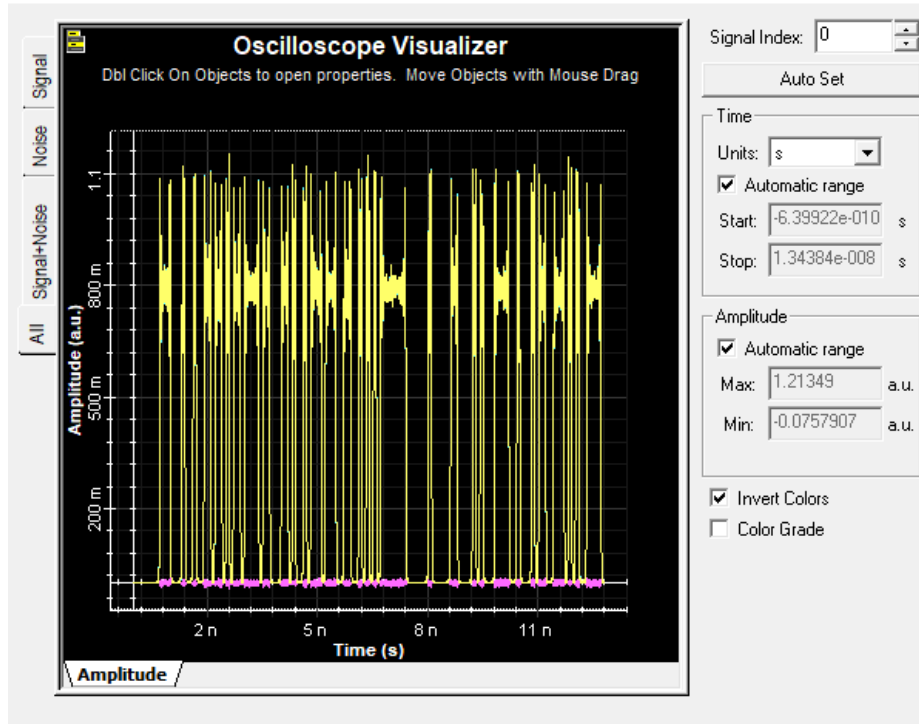 Oscilloscope Visualizer
Dbl Click On Objects to open properties. Move Objects with Mouse Drag
Signal
Noise
Signal+Noise
All
Amplitude (a.u.)
1.1
800 m
500 m
200 m
2 n 5 n 8 n 11 n
Time (s)
Amplitude
Signal Index: 0
Auto Set
Time
Units: s
Automatic range
Start: -6.39922e-010 s
Stop: 1.34384e-008 s
Amplitude
Automatic range
Max: 1.21349 a.u.
Min: -0.0757907 a.u.
Invert Colors
Color Grade